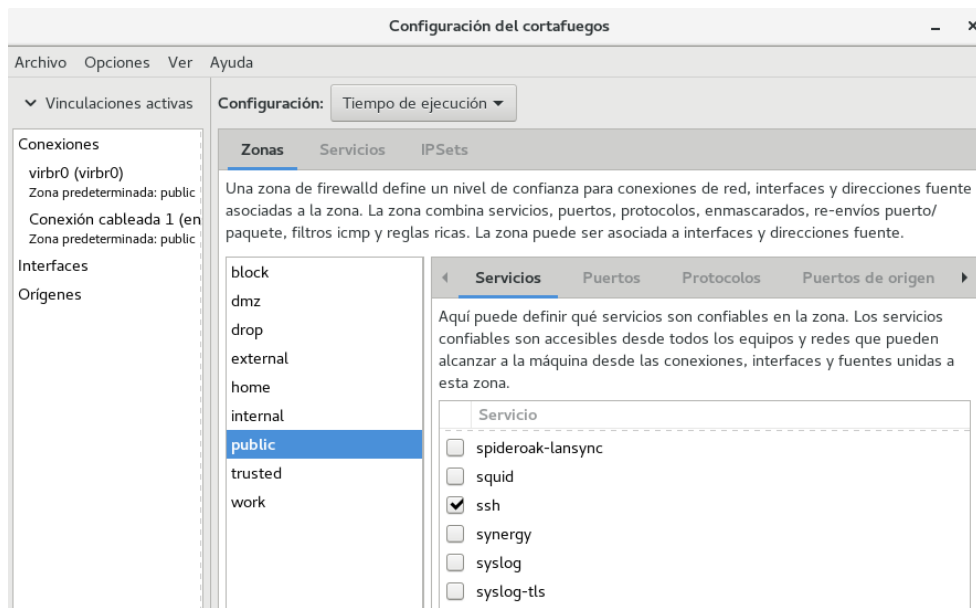 Configuración del cortafuegos
Archivo Opciones Ver Ayuda
Vinculaciones activas
Configuración: Tiempo de ejecución
Conexiones
virbr0 (virbr0)
Zona predeterminada: public
Conexión cableada 1 (en
Zona predeterminada: public
Interfaces
Orígenes
Zonas Servicios IPSets
Una zona de firewalld define un nivel de confianza para conexiones de red, interfaces y direcciones fuente
asociadas a la zona. La zona combina servicios, puertos, protocolos, enmascarados, re-envíos puerto/
paquete, filtros icmp y reglas ricas. La zona puede ser asociada a interfaces y direcciones fuente.
block
dmz
drop
external
home
internal
public
trusted
work
Servicios Puertos Protocolos Puertos de origen
Aquí puede definir qué servicios son confiables en la zona. Los servicios
confiables son accesibles desde todos los equipos y redes que pueden
alcanzar a la máquina desde las conexiones, interfaces y fuentes unidas a
esta zona.
Servicio
spideroak-lansync
squid
ssh
synergy
syslog
syslog-tls